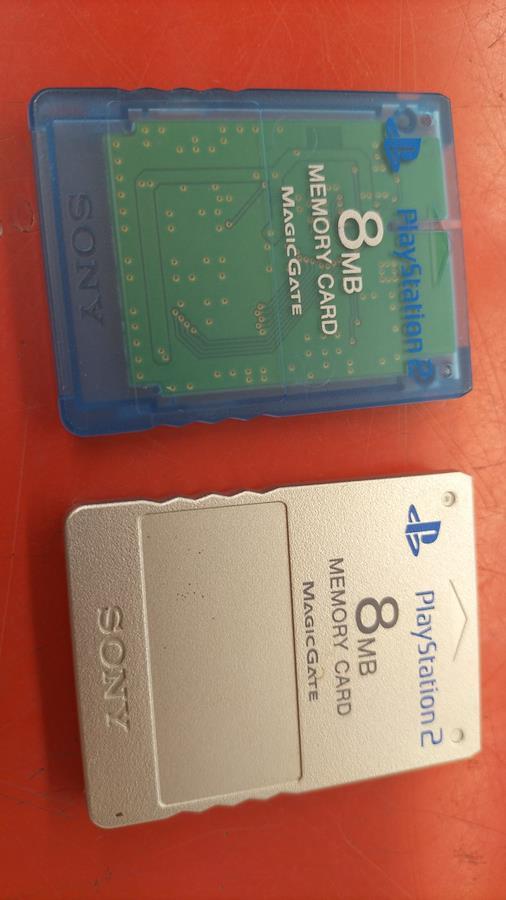 PlayStation 2
8MB
MEMORY CARD
MAGICGATE
SONY
PlayStation 2
8MB
MEMORY CARD
MAGICGATE
SONY